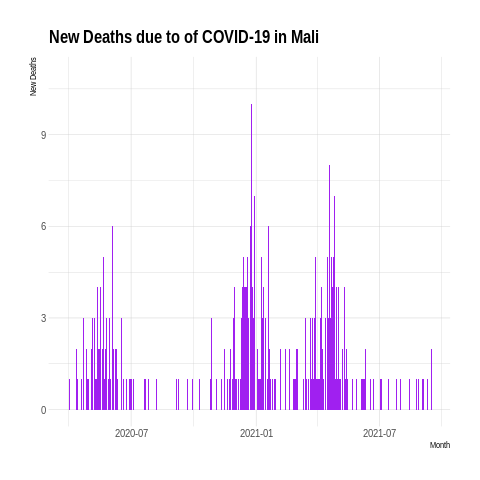 New Deaths due to of COVID-19 in Mali
New Deaths
9
6
3
0
2020-07 2021-01 2021-07
Month